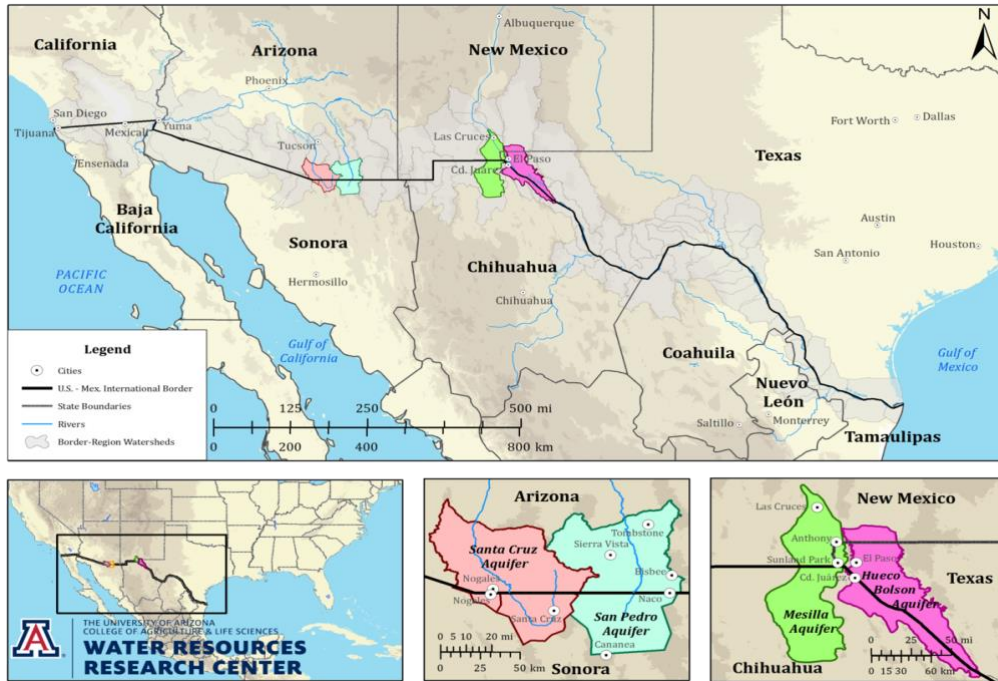 Albuquerque
N
California
Arizona
New Mexico
Phoenix
San Diego
Tijuana
Mexicali
Yuma
Las Cruces
Fort Worth
Dallas
Tucson
El Paso
Cd. Juárez
Ensenada
Texas
Baja
California
Sonora
Austin
San Antonio
Houston
Chihuahua
PACIFIC
OCEAN
Hermosillo
Chihuahua
Gulf of
California
Coahuila
Gulf of
Mexico
Nuevo
León
Saltillo
Monterrey
Tamaulipas
Legend
Cities
U.S. - Mex. International Border
State Boundaries
Rivers
Border-Region Watersheds
0 125 250 500 mi
0 200 400 800 km
A
THE UNIVERSITY OF ARIZONA
COLLEGE OF AGRICULTURE & LIFE SCIENCES
WATER RESOURCES
RESEARCH CENTER
Arizona
Tombstone
Santa Cruz
Aquifer
Sierra Vista
Bisbee
Nogales
Nogales
Naco
Santa Cruz
San Pedro
Aquifer
Cananea
0 5 10 20 mi
0 25 50 km
Sonora
Las Cruces
New Mexico
Anthony
Sunland Park
El Paso
Cd. Juárez
Hueco
Bolson
Aquifer
Texas
Mesilla
Aquifer
0 25 50 mi
0 15 30 60 km
Chihuahua